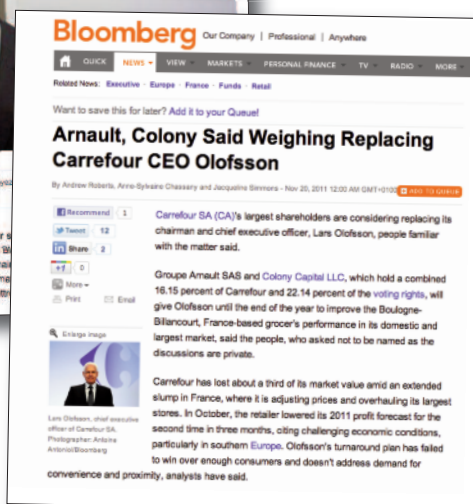 Bloomberg Our Company | Professional | Anywhere
QUICK NEWS VIEW MARKETS PERSONAL FINANCE TV RADIO MORE
Related News: Executive · Europe · France · Funds · Retail
Want to save this for later? Add it to your Queue!
Arnault, Colony Said Weighing Replacing
Carrefour CEO Olofsson
By Andrew Roberts, Anne-Sylvaine Chassany and Jacqueline Simmons - Nov 20, 2011 12:00 AM GMT+0100
ADD TO QUEUE
Recommend 1
Tweet 12
Share 2
+1 0
More
Print Email
Carrefour SA (CA)'s largest shareholders are considering replacing its
chairman and chief executive officer, Lars Olofsson, people familiar
with the matter said.
Groupe Arnault SAS and Colony Capital LLC, which hold a combined
16.15 percent of Carrefour and 22.14 percent of the voting rights, will
give Olofsson until the end of the year to improve the Boulogne-
Billancourt, France-based grocer's performance in its domestic and
largest market, said the people, who asked not to be named as the
discussions are private.
Enlarge image
Lars Olofsson, chief executive
officer of Carrefour SA.
Photographer: Antoine
Antoniol/Bloomberg
Carrefour has lost about a third of its market value amid an extended
slump in France, where it is adjusting prices and overhauling its largest
stores. In October, the retailer lowered its 2011 profit forecast for the
second time in three months, citing challenging economic conditions,
particularly in southern Europe. Olofsson's turnaround plan has failed
to win over enough consumers and doesn't address demand for
convenience and proximity, analysts have said.